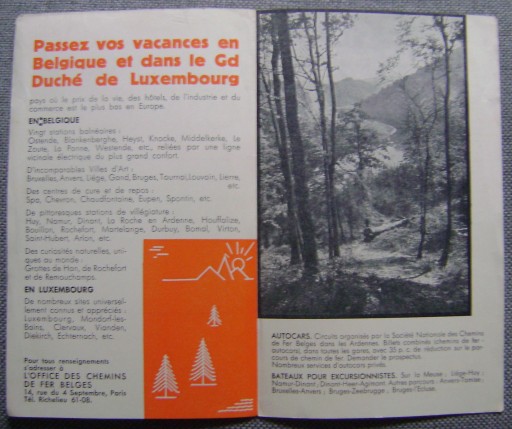 Passez vos vacances en
Belgique et dans le Gd
Duché de Luxembourg
pays où le prix de la vie, des hôtels, de l'industrie et du
commerce est le plus bas en Europe.
EN BELGIQUE
Vingt stations balnéaires :
Ostende, Blankenberghe, Heyst, Knocke, Middelkerke, Le
Zoute, La Panne, Westende, etc., reliées par une ligne
vicinale électrique du plus grand confort.
D'incomparables Villes d'Art :
Bruxelles, Anvers, Liége, Gand, Bruges, Tournai, Louvain, Lierre,
etc.
Des centres de cure et de repos :
Spa, Chevron, Chaudfontaine, Eupen, Spontin, etc.
De pittoresques stations de villégiature :
Huy, Namur, Dinant, La Roche en Ardenne, Houffalize,
Bouillon, Rochefort, Martelange, Durbuy, Bomal, Virton,
Saint-Hubert, Arlon, etc.
Des curiosités naturelles, uni-
ques au monde :
Grottes de Han, de Rochefort
et de Remouchamps.
EN LUXEMBOURG
De nombreux sites universel-
lement connus et appréciés :
Luxembourg, Mondorf-les-
Bains, Clervaux, Vianden,
Diekirch, Echternach, etc.
Pour tous renseignements
s'adresser à
L'OFFICE DES CHEMINS
DE FER BELGES
14, rue du 4 Septembre, Paris
Tél. Richelieu 61-08.
AUTOCARS. Circuits organisés par la Société Nationale des Chemins
de Fer Belges dans les Ardennes. Billets combinés (chemins de fer -
autocars), dans toutes les gares, avec 35 p. c. de réduction sur le par-
cours de chemin de fer. Demander le prospectus.
Nombreux services d'autocars privés.
BATEAUX POUR EXCURSIONNISTES. Sur la Meuse : Liége-Huy ;
Namur-Dinant ; Dinant-Heer-Agimont. Autres parcours : Anvers-Tamise ;
Bruxelles-Anvers ; Bruges-Zeebrugge ; Bruges-l'Ecluse.